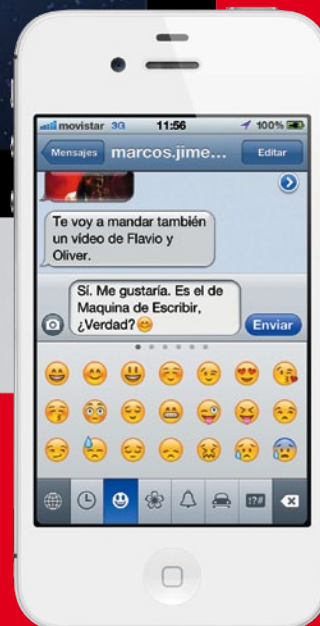 movistar 3G 11:56 100%
Mensajes marcos.jime... Editar
Te voy a mandar también
un vídeo de Flavio y
Oliver.
Sí. Me gustaría. Es el de
Maquina de Escribir,
¿Verdad?😊
Enviar
!?#